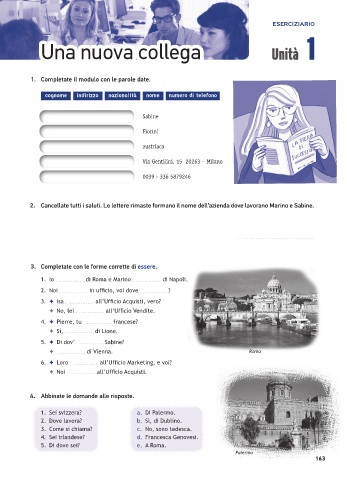 ESERCIZIARIO
Una nuova collega
Unità 1
1. Completate il modulo con le parole date.
cognome indirizzo nazionalità nome numero di telefono
Sabine
Fiorini
austriaca
Via Gentilini, 15 20263 - Milano
0039 - 336 5879246
2. Cancellate tutti i saluti. Le lettere rimaste formano il nome dell'azienda dove lavorano Marino e Sabine.
3. Completate con le forme corrette di essere.
1. Io ............ di Roma e Marino ............ di Napoli.
2. Noi ............ in ufficio, voi dove ............ ?
3. ✦ Isa ............ all'Ufficio Acquisti, vero?
✦ No, lei ............ all'Ufficio Vendite.
4. ✦ Pierre, tu ............ francese?
✦ Sì, ............ di Lione.
5. ✦ Di dov' ............ Sabine?
✦ ............ di Vienna.
6. ✦ Loro ............ all'Ufficio Marketing, e voi?
✦ Noi ............ all'Ufficio Acquisti.
Roma
4. Abbinate le domande alle risposte.
1. Sei svizzera?
2. Dove lavora?
3. Come si chiama?
4. Sei irlandese?
5. Di dove sei?
a. Di Palermo.
b. Sì, di Dublino.
c. No, sono tedesca.
d. Francesca Genovesi.
e. A Roma.
Palermo
163